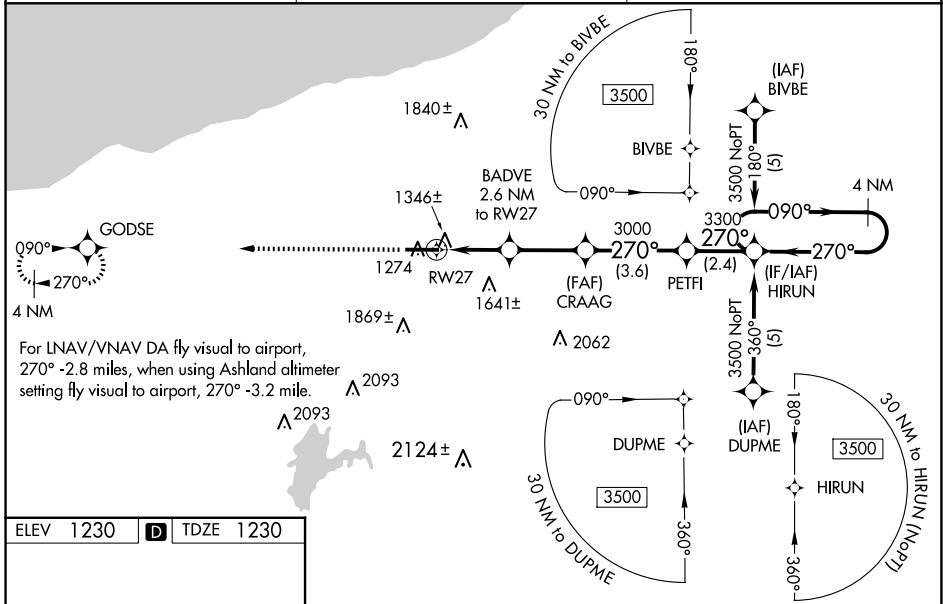 30 NM to BIVBE
180°
3500
BIVBE
090°
(IAF)
BIVBE
3500 NoPT
180°
(5)
4 NM
1840±
BADVE
2.6 NM
to RW27
1346±
GODSE
090°
270°
4 NM
1274
RW27
1641±
3000
270°
(3.6)
(FAF)
CRAAG
3300
270°
(2.4)
PETFI
090°
270°
(IF/IAF)
HIRUN
3500 NoPT
360°
(5)
(IAF)
DUPME
1869±
2062
For LNAV/VNAV DA fly visual to airport,
270° -2.8 miles, when using Ashland altimeter
setting fly visual to airport, 270° -3.2 mile.
2093
2093
2124±
090°
DUPME
3500
360°
30 NM to DUPME
180°
30 NM to HIRUN (NoPT)
3500
HIRUN
360°
ELEV 1230 D TDZE 1230